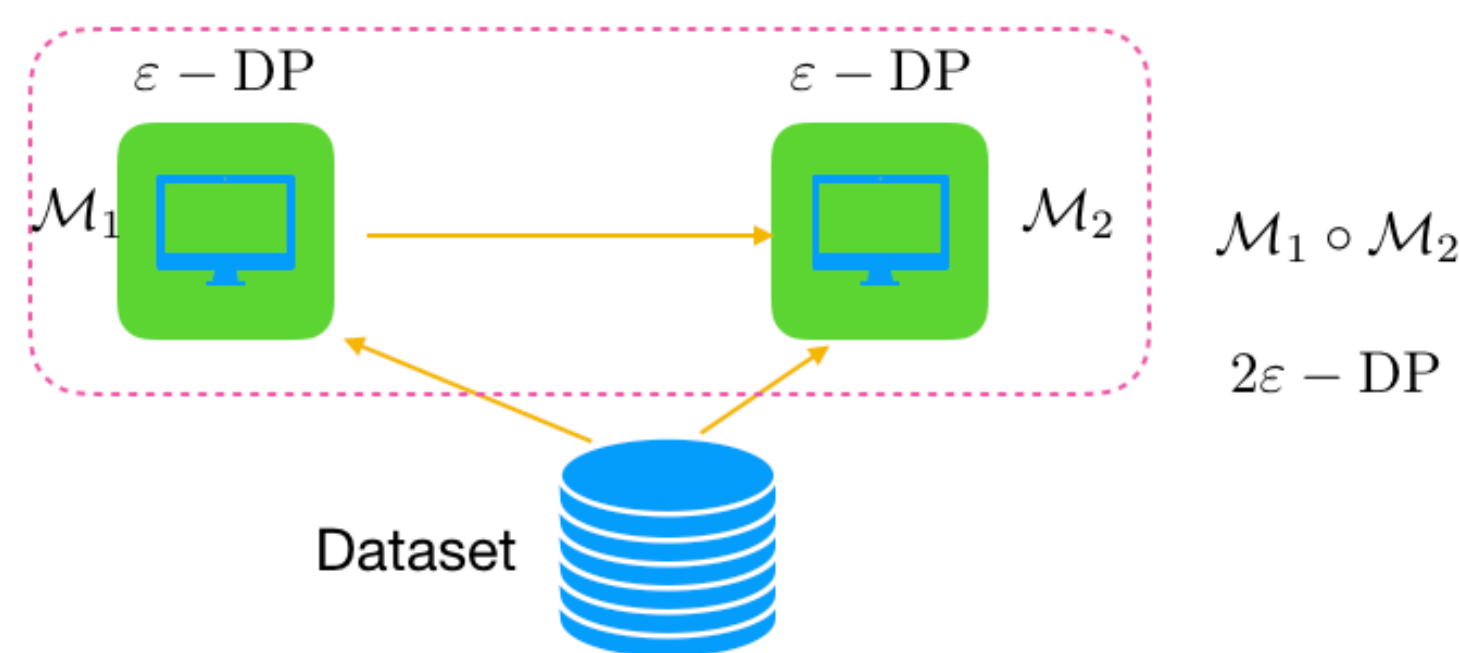 ε − DP
ε − DP
ℳ₁
ℳ₂
ℳ₁ ∘ ℳ₂
2ε − DP
Dataset